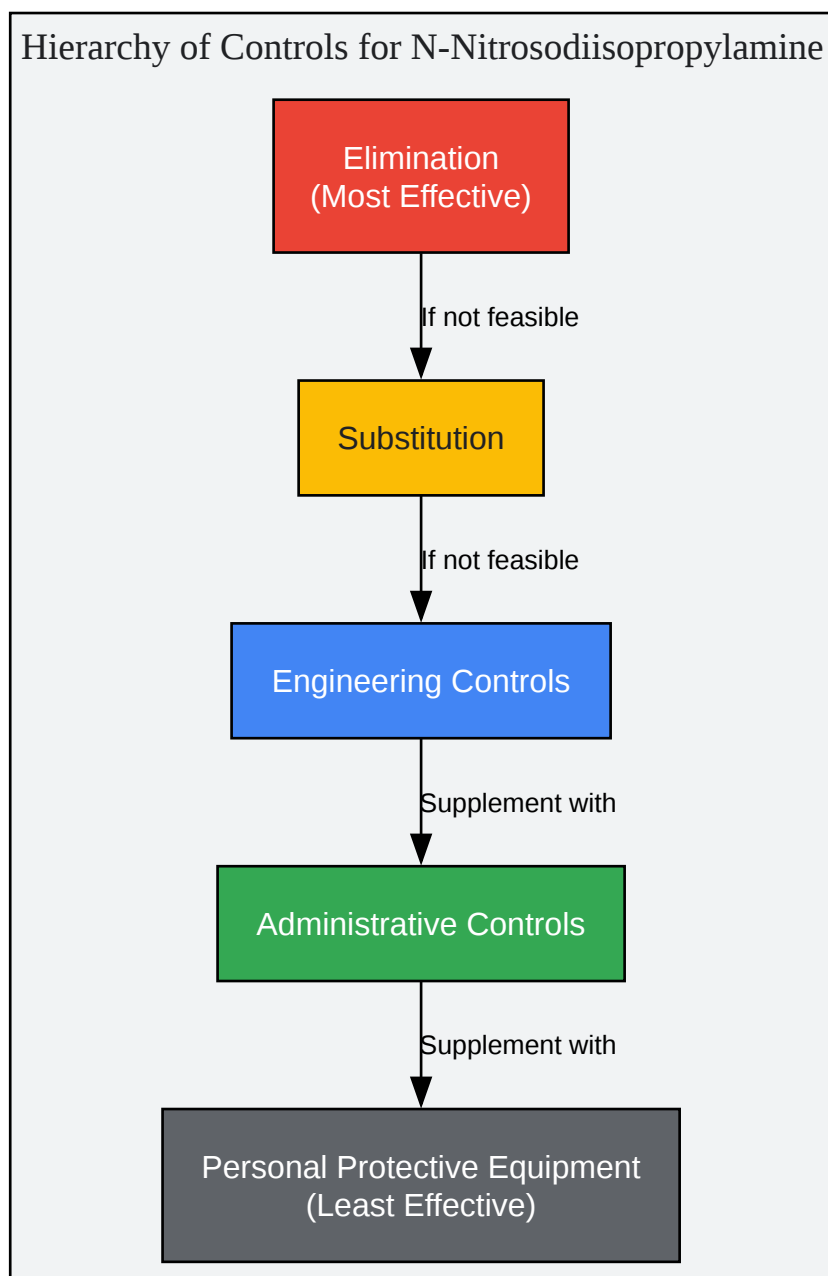 Hierarchy of Controls for N-Nitrosodiisopropylamine
Elimination
(Most Effective)
If not feasible
Substitution
If not feasible
Engineering Controls
Supplement with
Administrative Controls
Supplement with
Personal Protective Equipment
(Least Effective)